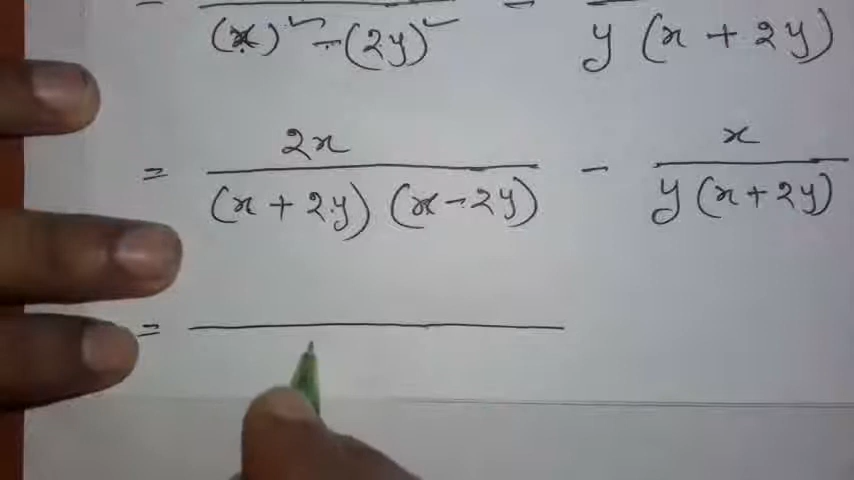 = ――― (x)² - (2y)² - ――― y (x + 2y)
= 2x / (x + 2y) (x - 2y) - x / y (x + 2y)
=